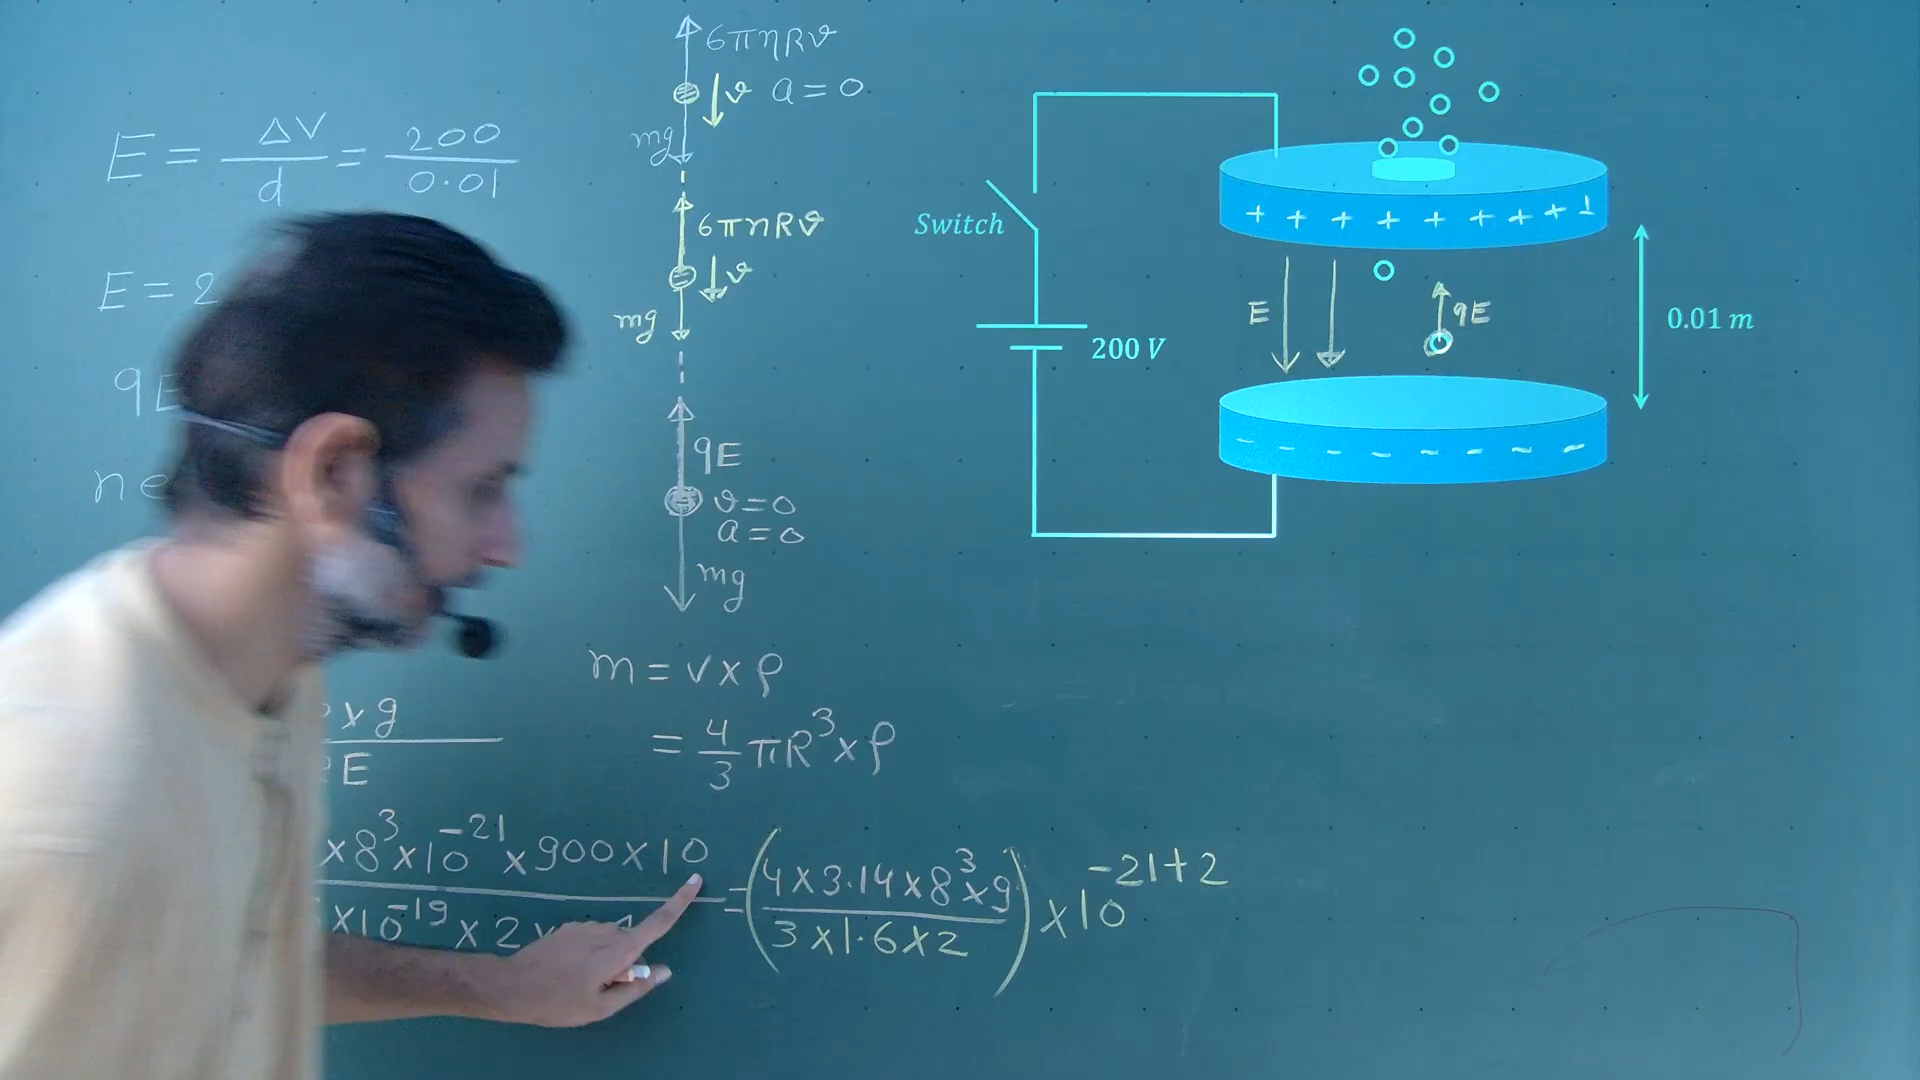 E = ΔV/d = 200/0.01
E = 2
qE
ne
6πηRv
v a = 0
mg
6πηRv
v
mg
qE
v = 0
a = 0
mg
m = v × ρ
= 4/3 πR³ × ρ
× g
E
× 8³ × 10⁻²¹ × 900 × 10
× 10⁻¹⁹ × 2 ×
= (4 × 3.14 × 8³ × 9 / 3 × 1.6 × 2) × 10⁻²¹⁺²
Switch
200 V
+ + + + + + + + +
E
qE
0.01 m
− − − − − − − −